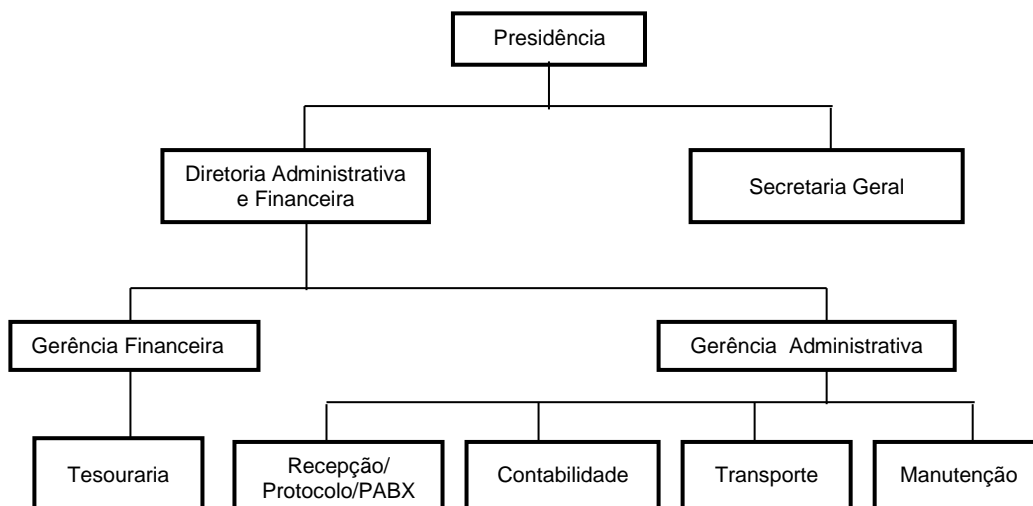 Presidência
Diretoria Administrativa
e Financeira
Secretaria Geral
Gerência Financeira
Gerência Administrativa
Tesouraria
Recepção/
Protocolo/PABX
Contabilidade
Transporte
Manutenção